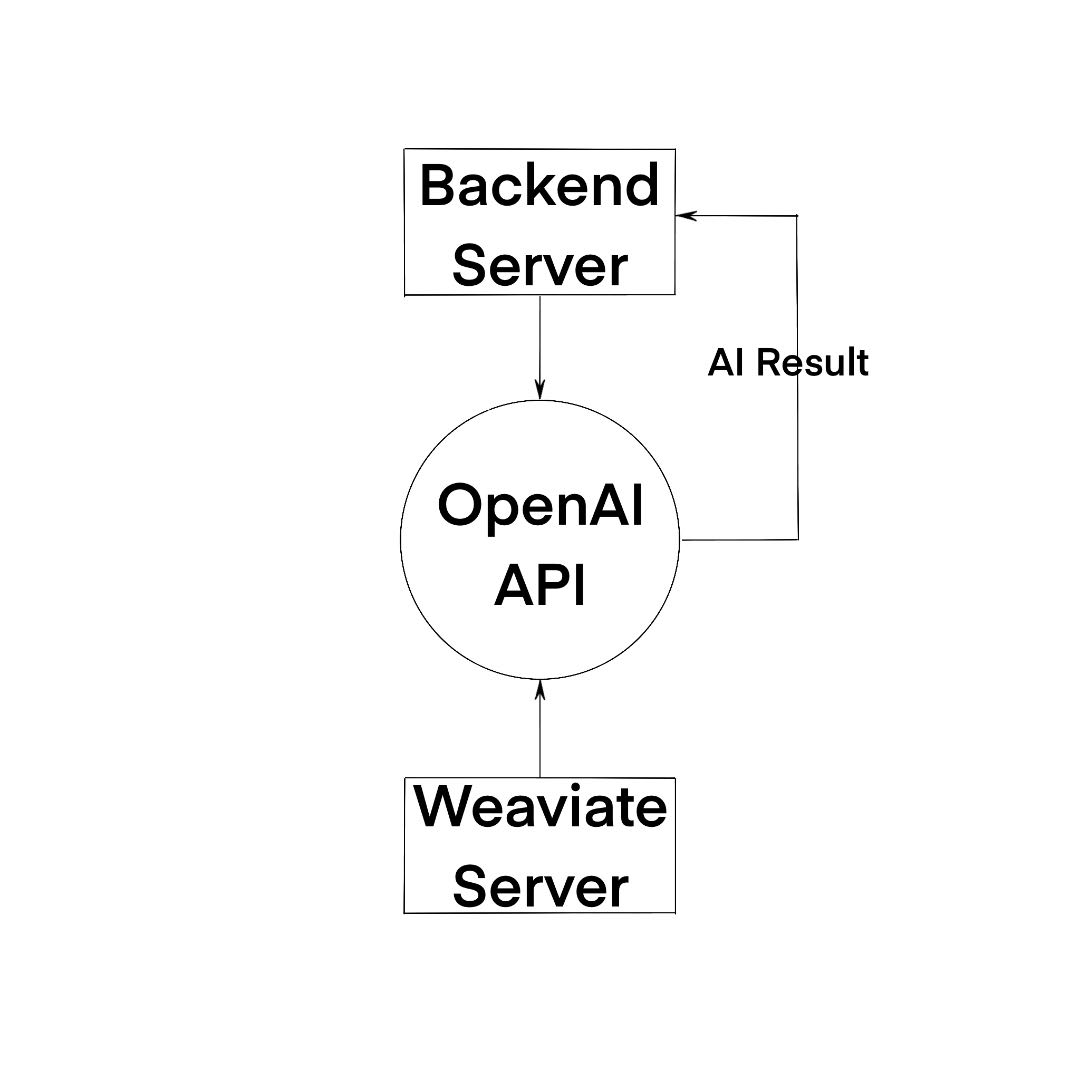 Backend
Server
AI Result
OpenAI
API
Weaviate
Server